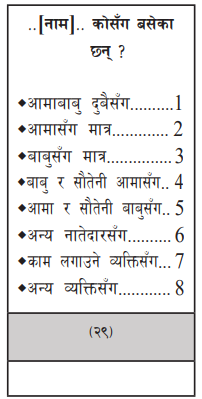 ..[नाम].. कोसँग बसेका
छन् ?
◆आमाबाबु दुबैसँग..........1
◆आमासँग मात्र............. 2
◆बाबुसँग मात्र............... 3
◆बाबु र सौतेनी आमासँग.. 4
◆आमा र सौतेनी बाबुसँग.. 5
◆अन्य नातेदारसँग.......... 6
◆काम लगाउने व्यक्तिसँग... 7
◆अन्य व्यक्तिसँग............ 8
(२९)